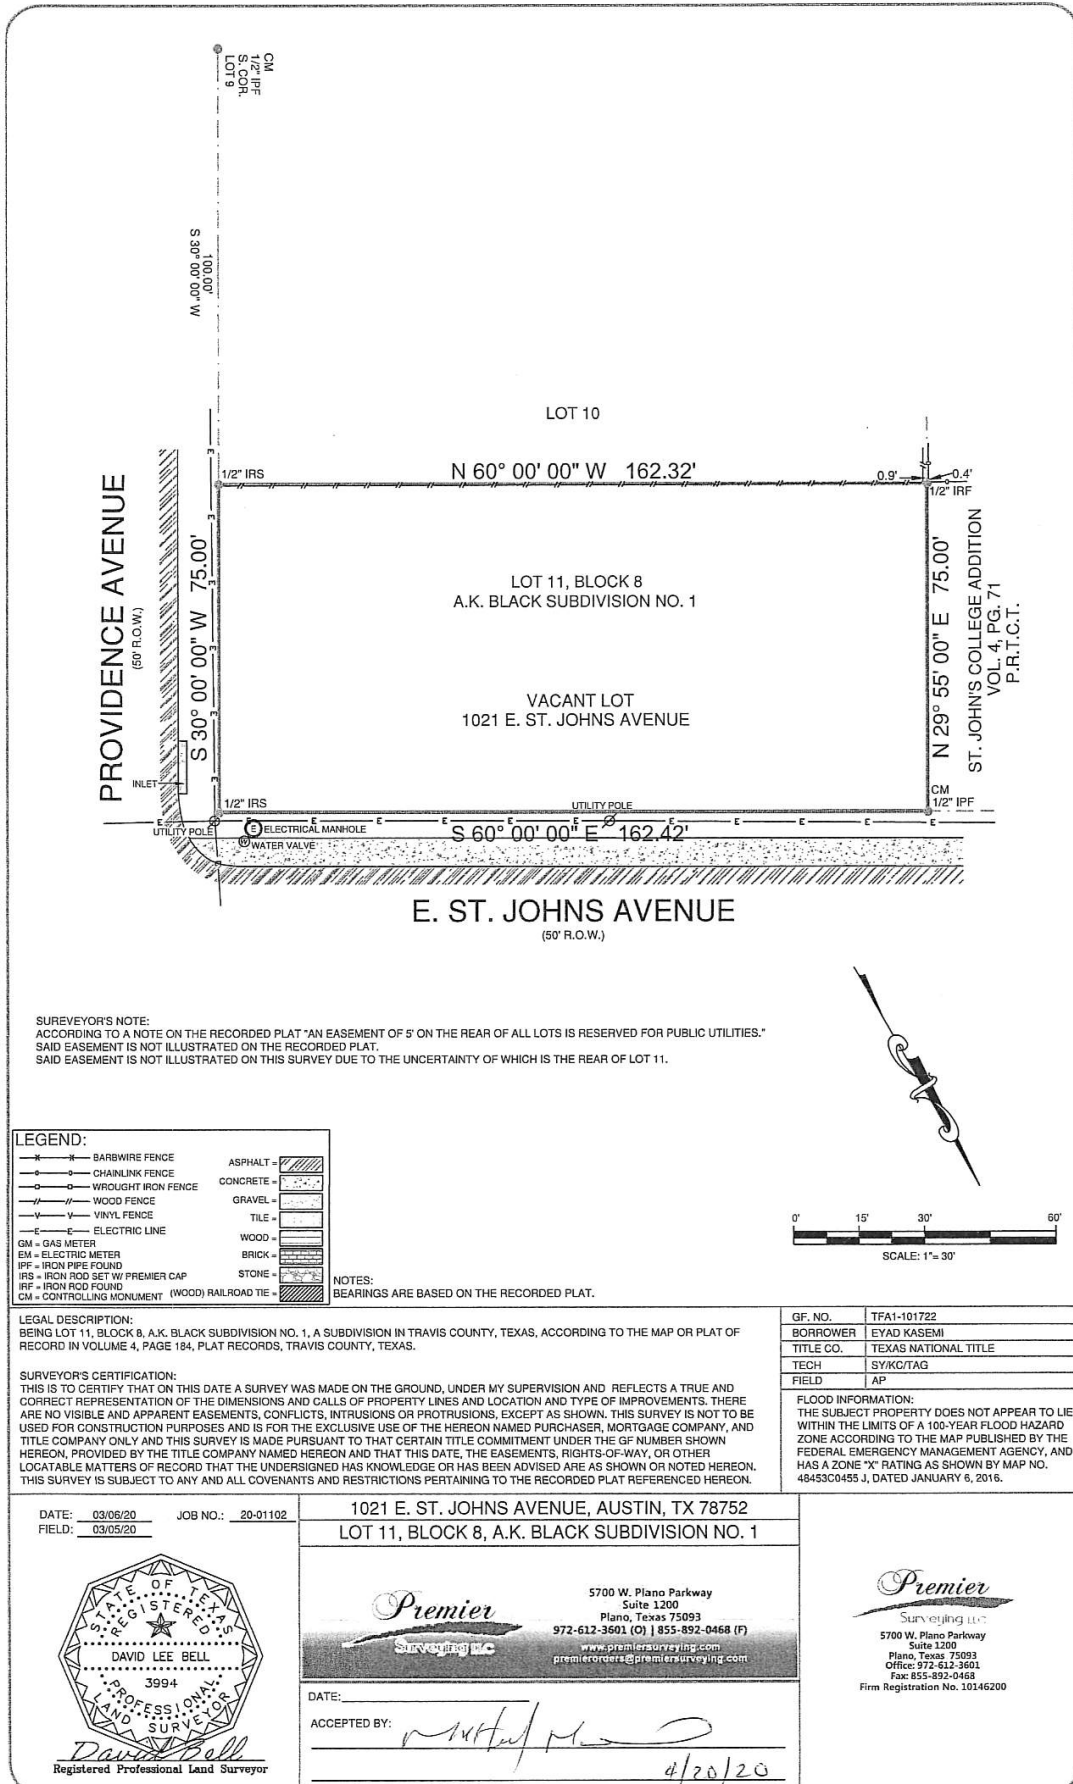 CM
1/2" IPF
S. COR.
LOT 9
100.00'
S 30° 00' 00" W
LOT 10
1/2" IRS
N 60° 00' 00" W 162.32'
0.9'
0.4'
1/2" IRF
PROVIDENCE AVENUE
(50' R.O.W.)
S 30° 00' 00" W 75.00'
LOT 11, BLOCK 8
A.K. BLACK SUBDIVISION NO. 1
VACANT LOT
1021 E. ST. JOHNS AVENUE
N 29° 55' 00" E 75.00'
ST. JOHN'S COLLEGE ADDITION
VOL. 4, PG. 71
P.R.T.C.T.
INLET
1/2" IRS
UTILITY POLE
CM
1/2" IPF
UTILITY POLE
E ELECTRICAL MANHOLE
S 60° 00' 00" E 162.42'
W WATER VALVE
E. ST. JOHNS AVENUE
(50' R.O.W.)
SUREVEYOR'S NOTE:
ACCORDING TO A NOTE ON THE RECORDED PLAT "AN EASEMENT OF 5' ON THE REAR OF ALL LOTS IS RESERVED FOR PUBLIC UTILITIES."
SAID EASEMENT IS NOT ILLUSTRATED ON THE RECORDED PLAT.
SAID EASEMENT IS NOT ILLUSTRATED ON THIS SURVEY DUE TO THE UNCERTAINTY OF WHICH IS THE REAR OF LOT 11.
LEGEND:
BARBWIRE FENCE
CHAINLINK FENCE
WROUGHT IRON FENCE
WOOD FENCE
VINYL FENCE
ELECTRIC LINE
GM = GAS METER
EM = ELECTRIC METER
IPF = IRON PIPE FOUND
IRS = IRON ROD SET W/ PREMIER CAP
IRF = IRON ROD FOUND
CM = CONTROLLING MONUMENT
ASPHALT =
CONCRETE =
GRAVEL =
TILE =
WOOD =
BRICK =
STONE =
(WOOD) RAILROAD TIE =
NOTES:
BEARINGS ARE BASED ON THE RECORDED PLAT.
0' 15' 30' 60'
SCALE: 1"= 30'
LEGAL DESCRIPTION:
BEING LOT 11, BLOCK 8, A.K. BLACK SUBDIVISION NO. 1, A SUBDIVISION IN TRAVIS COUNTY, TEXAS, ACCORDING TO THE MAP OR PLAT OF
RECORD IN VOLUME 4, PAGE 184, PLAT RECORDS, TRAVIS COUNTY, TEXAS.
SURVEYOR'S CERTIFICATION:
THIS IS TO CERTIFY THAT ON THIS DATE A SURVEY WAS MADE ON THE GROUND, UNDER MY SUPERVISION AND REFLECTS A TRUE AND
CORRECT REPRESENTATION OF THE DIMENSIONS AND CALLS OF PROPERTY LINES AND LOCATION AND TYPE OF IMPROVEMENTS. THERE
ARE NO VISIBLE AND APPARENT EASEMENTS, CONFLICTS, INTRUSIONS OR PROTRUSIONS, EXCEPT AS SHOWN. THIS SURVEY IS NOT TO BE
USED FOR CONSTRUCTION PURPOSES AND IS FOR THE EXCLUSIVE USE OF THE HEREON NAMED PURCHASER, MORTGAGE COMPANY, AND
TITLE COMPANY ONLY AND THIS SURVEY IS MADE PURSUANT TO THAT CERTAIN TITLE COMMITMENT UNDER THE GF NUMBER SHOWN
HEREON, PROVIDED BY THE TITLE COMPANY NAMED HEREON AND THAT THIS DATE, THE EASEMENTS, RIGHTS-OF-WAY, OR OTHER
LOCATABLE MATTERS OF RECORD THAT THE UNDERSIGNED HAS KNOWLEDGE OR HAS BEEN ADVISED ARE AS SHOWN OR NOTED HEREON.
THIS SURVEY IS SUBJECT TO ANY AND ALL COVENANTS AND RESTRICTIONS PERTAINING TO THE RECORDED PLAT REFERENCED HEREON.
GF. NO. TFA1-101722
BORROWER EYAD KASEMI
TITLE CO. TEXAS NATIONAL TITLE
TECH SY/KC/TAG
FIELD AP
FLOOD INFORMATION:
THE SUBJECT PROPERTY DOES NOT APPEAR TO LIE
WITHIN THE LIMITS OF A 100-YEAR FLOOD HAZARD
ZONE ACCORDING TO THE MAP PUBLISHED BY THE
FEDERAL EMERGENCY MANAGEMENT AGENCY, AND
HAS A ZONE "X" RATING AS SHOWN BY MAP NO.
48453C0455 J, DATED JANUARY 6, 2016.
DATE: 03/06/20 JOB NO.: 20-01102
FIELD: 03/05/20
STATE OF TEXAS
REGISTERED
DAVID LEE BELL
3994
PROFESSIONAL
LAND SURVEYOR
David Bell
Registered Professional Land Surveyor
1021 E. ST. JOHNS AVENUE, AUSTIN, TX 78752
LOT 11, BLOCK 8, A.K. BLACK SUBDIVISION NO. 1
Premier
Surveying LLC
5700 W. Plano Parkway
Suite 1200
Plano, Texas 75093
972-612-3601 (O) | 855-892-0468 (F)
www.premiersurveying.com
premierorders@premiersurveying.com
DATE:
ACCEPTED BY:
4/20/20
Premier
Surveying LLC
5700 W. Plano Parkway
Suite 1200
Plano, Texas 75093
Office: 972-612-3601
Fax: 855-892-0468
Firm Registration No. 10146200